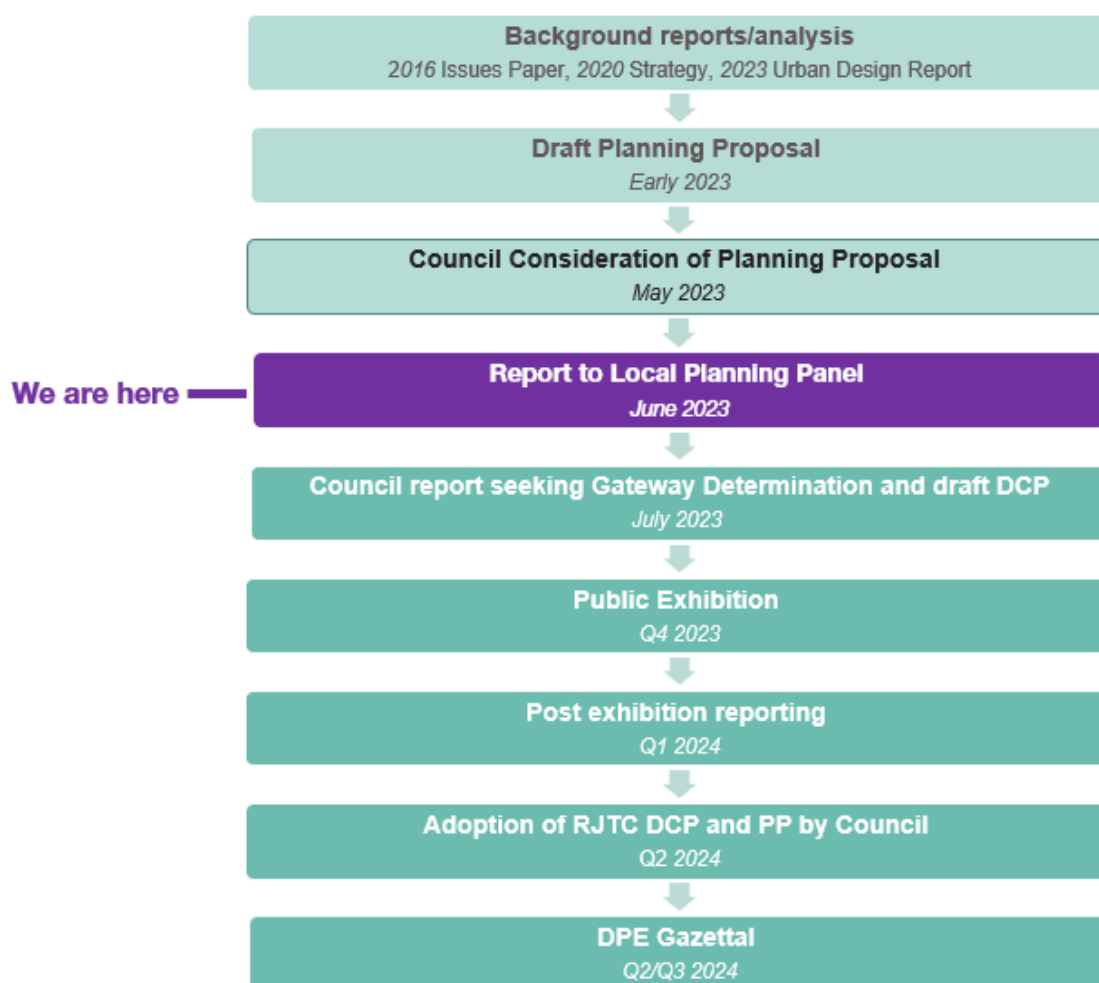 Background reports/analysis
2016 Issues Paper, 2020 Strategy, 2023 Urban Design Report
Draft Planning Proposal
Early 2023
Council Consideration of Planning Proposal
May 2023
We are here
Report to Local Planning Panel
June 2023
Council report seeking Gateway Determination and draft DCP
July 2023
Public Exhibition
Q4 2023
Post exhibition reporting
Q1 2024
Adoption of RJTC DCP and PP by Council
Q2 2024
DPE Gazettal
Q2/Q3 2024